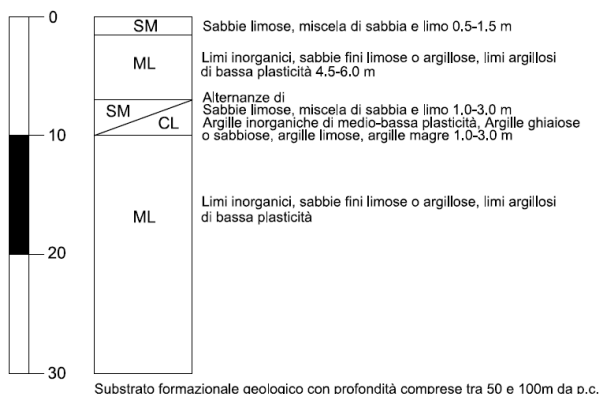 0
SM
Sabbie limose, miscela di sabbia e limo 0.5-1.5 m
ML
Limi inorganici, sabbie fini limose o argillose, limi argillosi
di bassa plasticità 4.5-6.0 m
Alternanze di
SM
Sabbie limose, miscela di sabbia e limo 1.0-3.0 m
CL
Argille inorganiche di medio-bassa plasticità, Argille ghiaiose
o sabbiose, argille limose, argille magre 1.0-3.0 m
10
ML
Limi inorganici, sabbie fini limose o argillose, limi argillosi
di bassa plasticità
20
30
Substrato formazionale geologico con profondità comprese tra 50 e 100m da p.c.